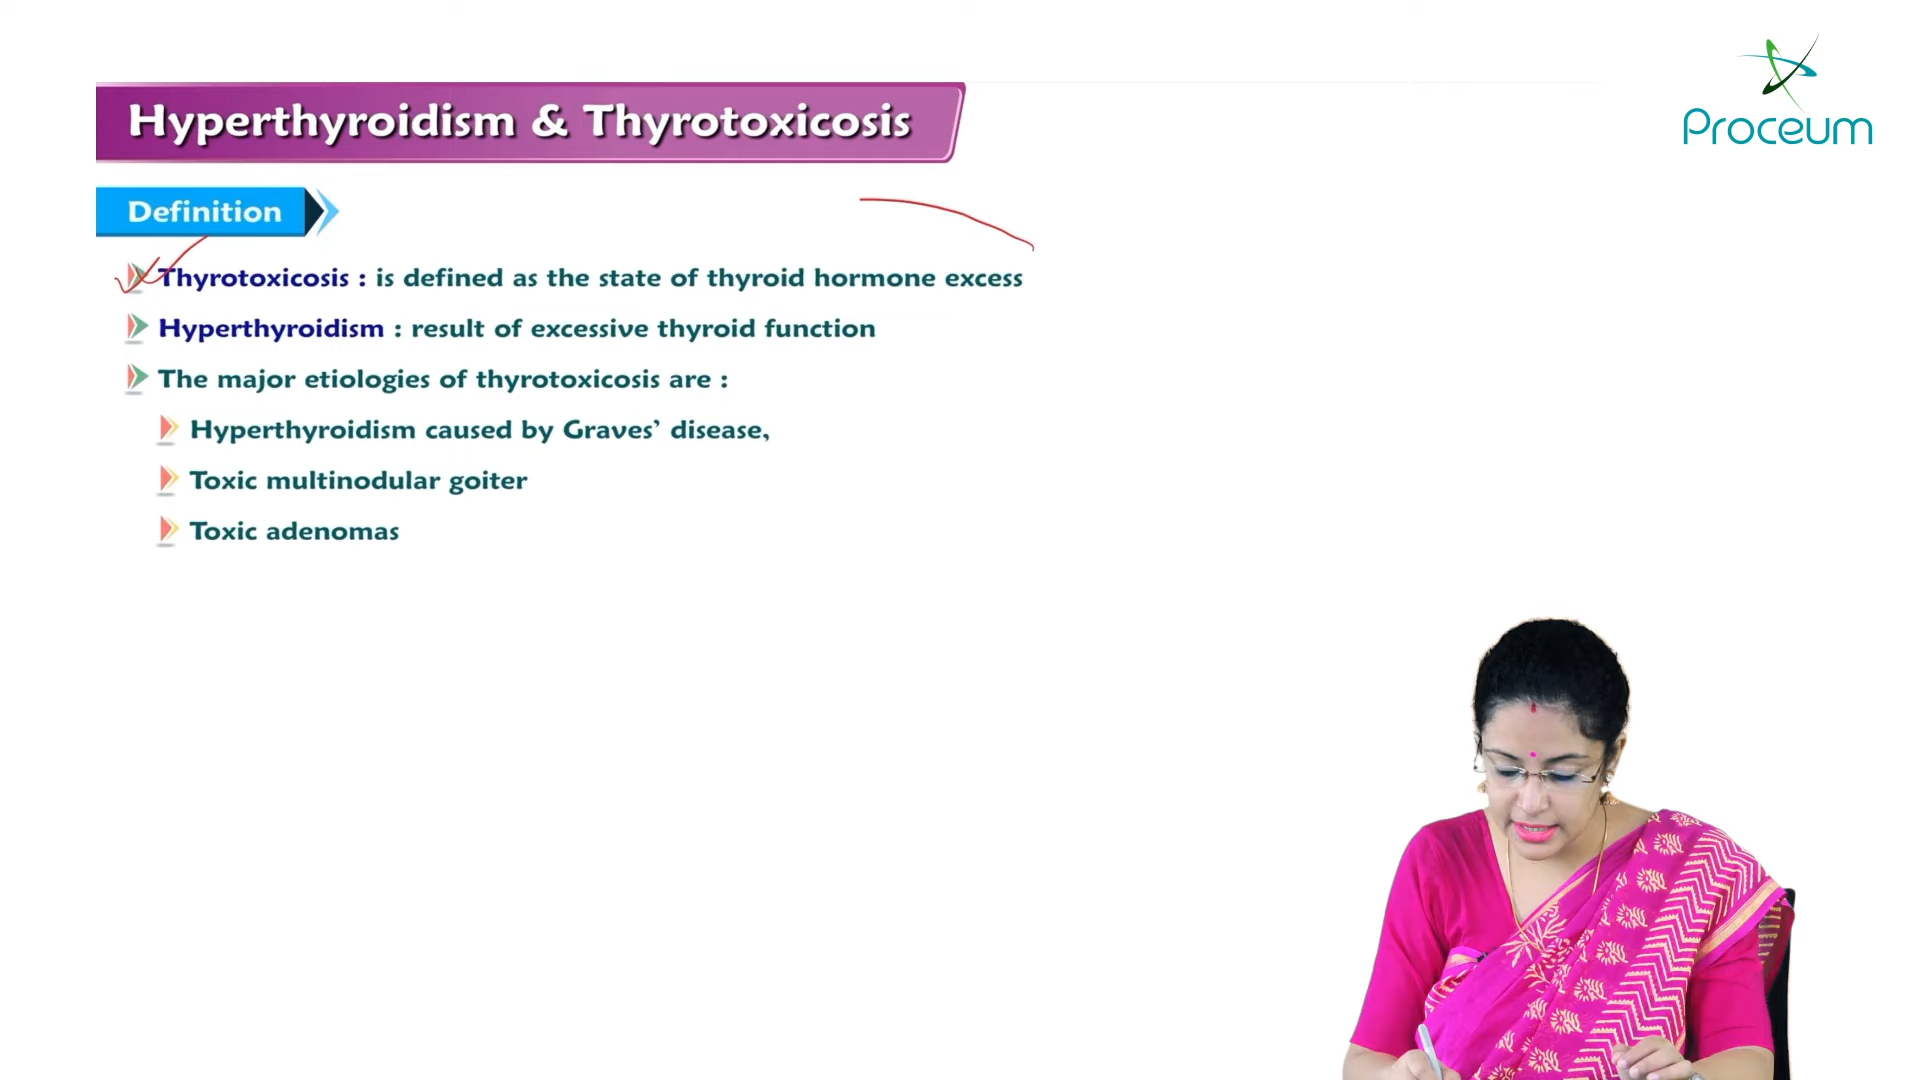 Hyperthyroidism & Thyrotoxicosis
Proceum
Definition
Thyrotoxicosis : is defined as the state of thyroid hormone excess
Hyperthyroidism : result of excessive thyroid function
The major etiologies of thyrotoxicosis are :
Hyperthyroidism caused by Graves’ disease,
Toxic multinodular goiter
Toxic adenomas